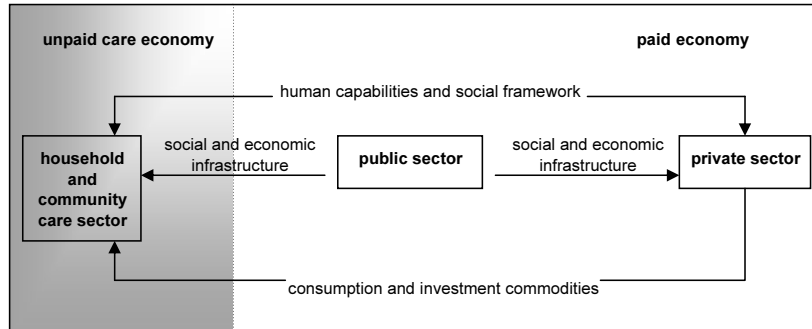 unpaid care economy
paid economy
human capabilities and social framework
household
and
community
care sector
social and economic
infrastructure
public sector
social and economic
infrastructure
private sector
consumption and investment commodities